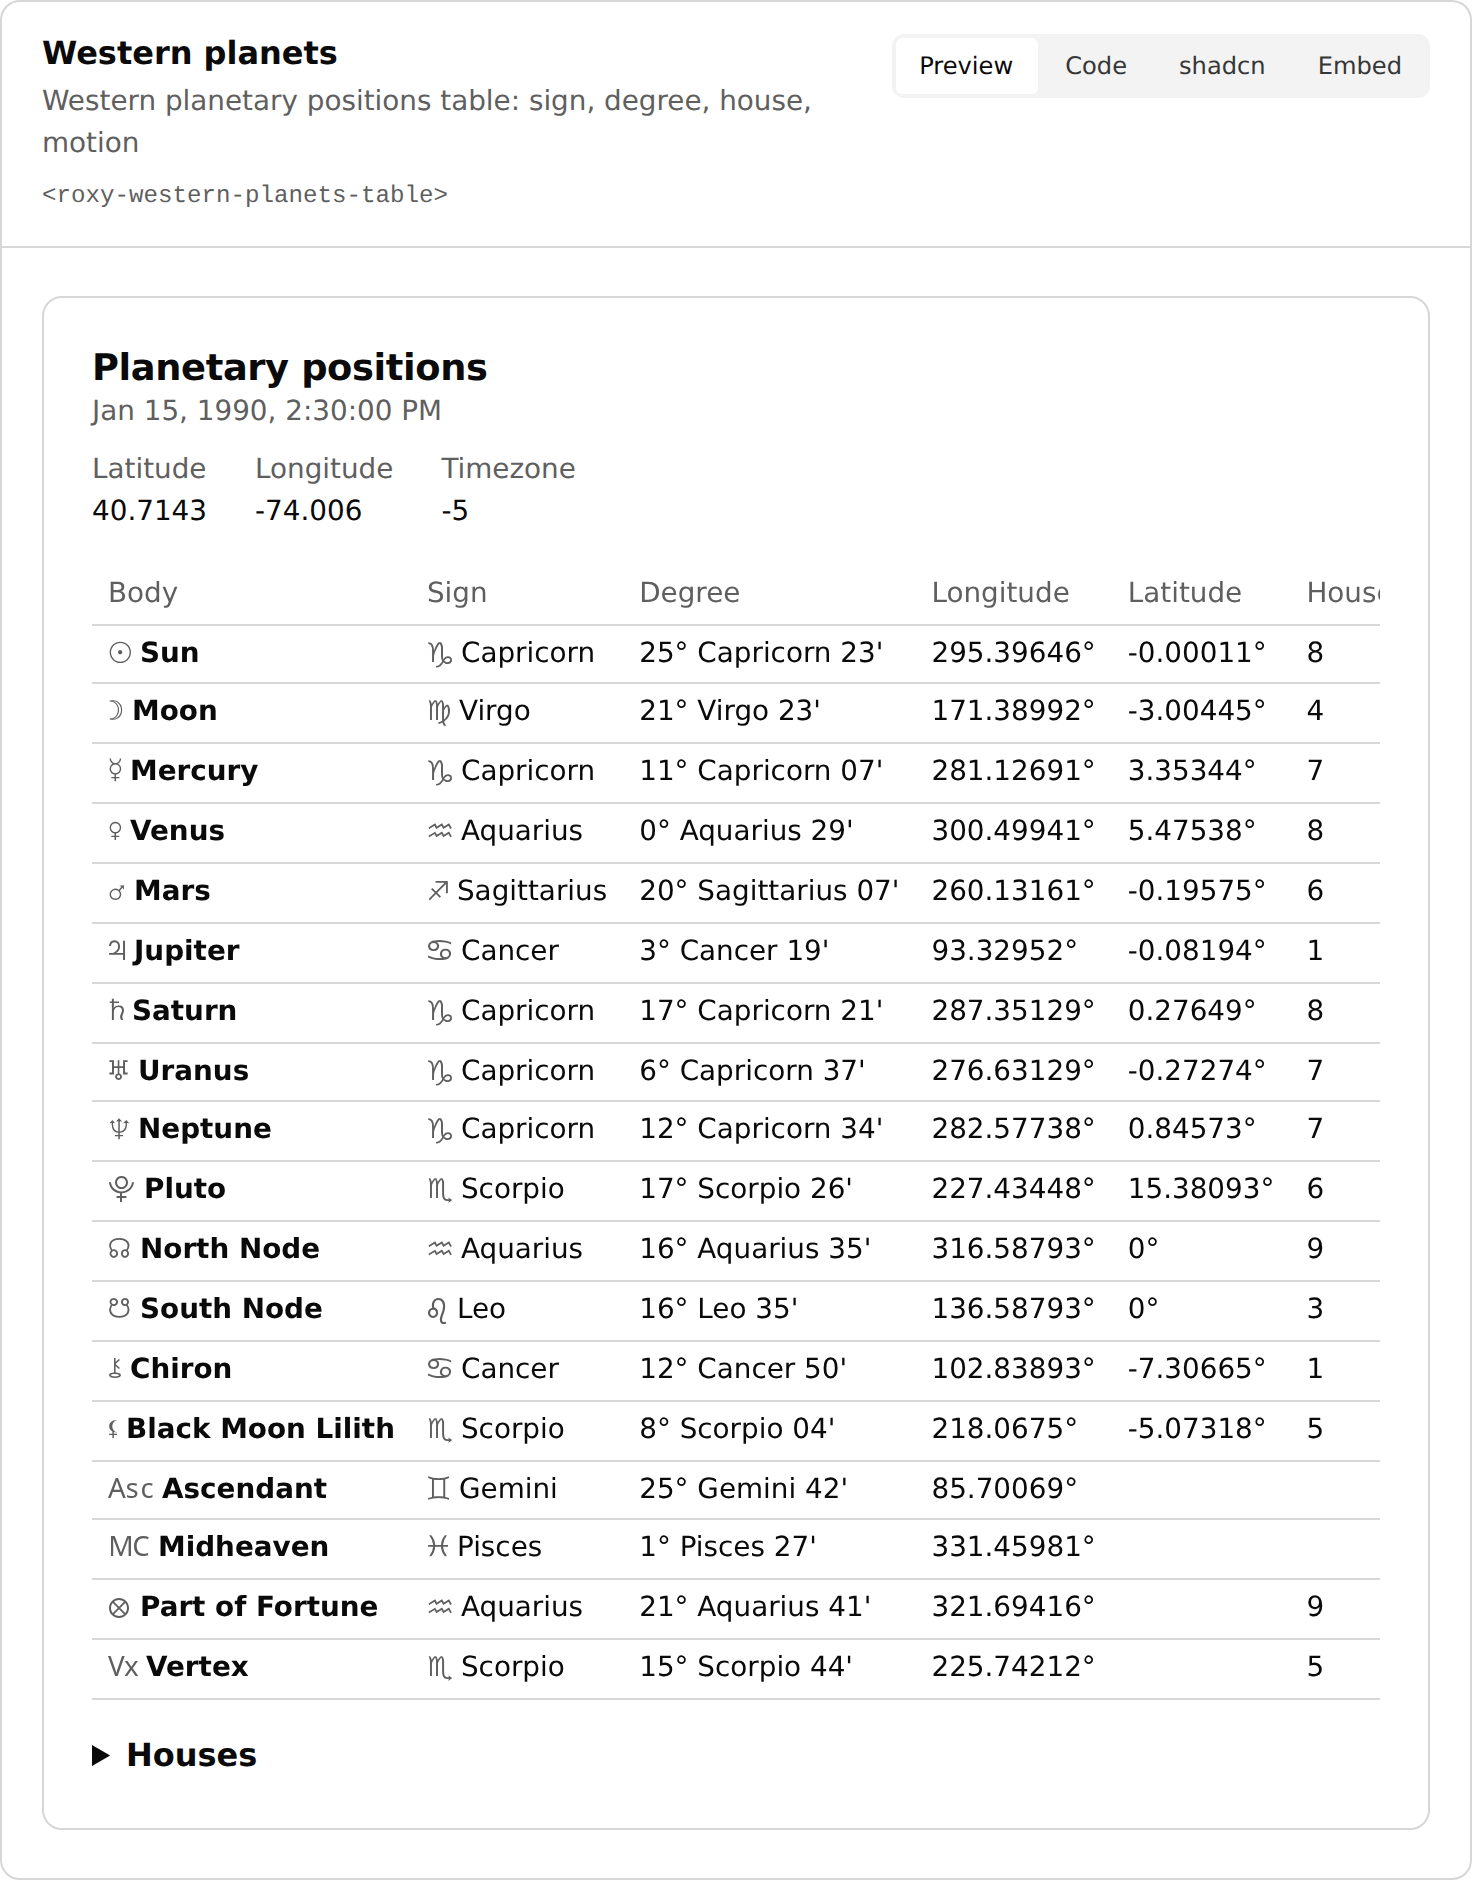 Western planets
Preview Code shadcn Embed
Western planetary positions table: sign, degree, house,
motion
<roxy-western-planets-table>
Planetary positions
Jan 15, 1990, 2:30:00 PM
Latitude Longitude Timezone
40.7143 -74.006 -5
Body Sign Degree Longitude Latitude House
☉ Sun ♑ Capricorn 25° Capricorn 23' 295.39646° -0.00011° 8
☽ Moon ♍ Virgo 21° Virgo 23' 171.38992° -3.00445° 4
☿ Mercury ♑ Capricorn 11° Capricorn 07' 281.12691° 3.35344° 7
♀ Venus ♒ Aquarius 0° Aquarius 29' 300.49941° 5.47538° 8
♂ Mars ♐ Sagittarius 20° Sagittarius 07' 260.13161° -0.19575° 6
♃ Jupiter ♋ Cancer 3° Cancer 19' 93.32952° -0.08194° 1
♄ Saturn ♑ Capricorn 17° Capricorn 21' 287.35129° 0.27649° 8
♅ Uranus ♑ Capricorn 6° Capricorn 37' 276.63129° -0.27274° 7
♆ Neptune ♑ Capricorn 12° Capricorn 34' 282.57738° 0.84573° 7
⯓ Pluto ♏ Scorpio 17° Scorpio 26' 227.43448° 15.38093° 6
☊ North Node ♒ Aquarius 16° Aquarius 35' 316.58793° 0° 9
☋ South Node ♌ Leo 16° Leo 35' 136.58793° 0° 3
⚷ Chiron ♋ Cancer 12° Cancer 50' 102.83893° -7.30665° 1
⚸ Black Moon Lilith ♏ Scorpio 8° Scorpio 04' 218.0675° -5.07318° 5
Asc Ascendant ♊ Gemini 25° Gemini 42' 85.70069°
MC Midheaven ♓ Pisces 1° Pisces 27' 331.45981°
⊗ Part of Fortune ♒ Aquarius 21° Aquarius 41' 321.69416° 9
Vx Vertex ♏ Scorpio 15° Scorpio 44' 225.74212° 5
▶ Houses